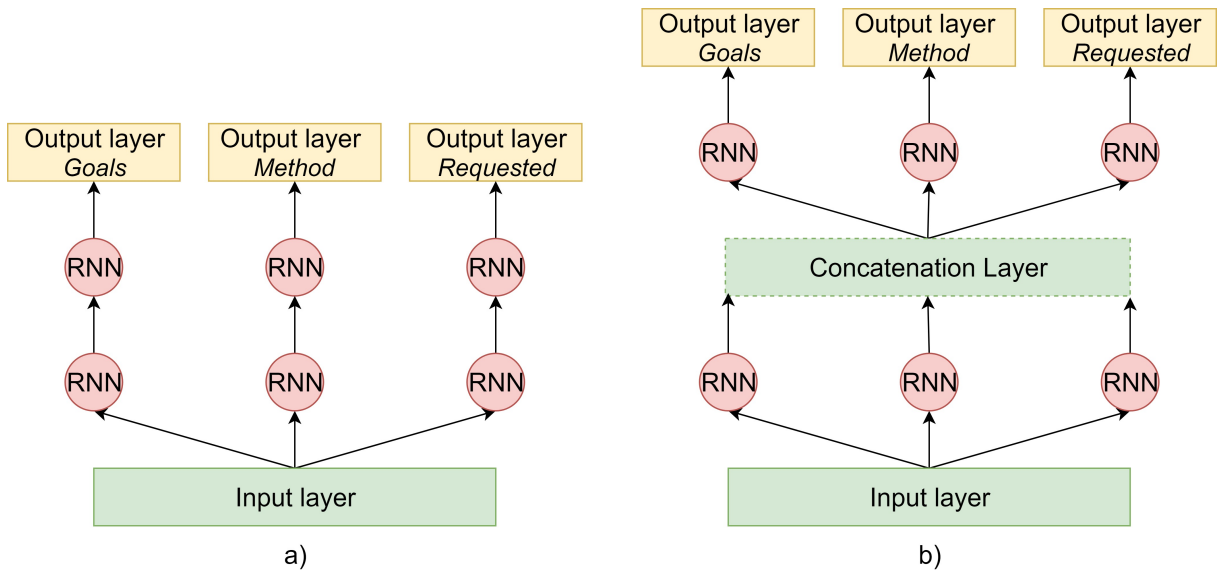 Output layer
Goals
Output layer
Method
Output layer
Requested
RNN
RNN
RNN
RNN
RNN
RNN
Input layer
a)
Output layer
Goals
Output layer
Method
Output layer
Requested
RNN
RNN
RNN
Concatenation Layer
RNN
RNN
RNN
Input layer
b)